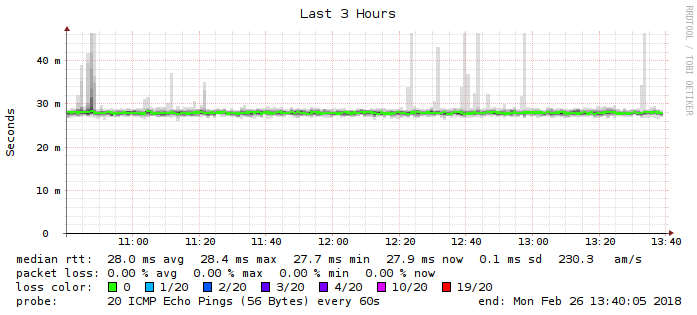 Last 3 Hours
RRDTOOL / TOBI OETIKER
Seconds
40 m
30 m
20 m
10 m
0
11:00 11:20 11:40 12:00 12:20 12:40 13:00 13:20 13:40
median rtt: 28.0 ms avg 28.4 ms max 27.7 ms min 27.9 ms now 0.1 ms sd 230.3 am/s
packet loss: 0.00 % avg 0.00 % max 0.00 % min 0.00 % now
loss color: 0 1/20 2/20 3/20 4/20 10/20 19/20
probe: 20 ICMP Echo Pings (56 Bytes) every 60s end: Mon Feb 26 13:40:05 2018